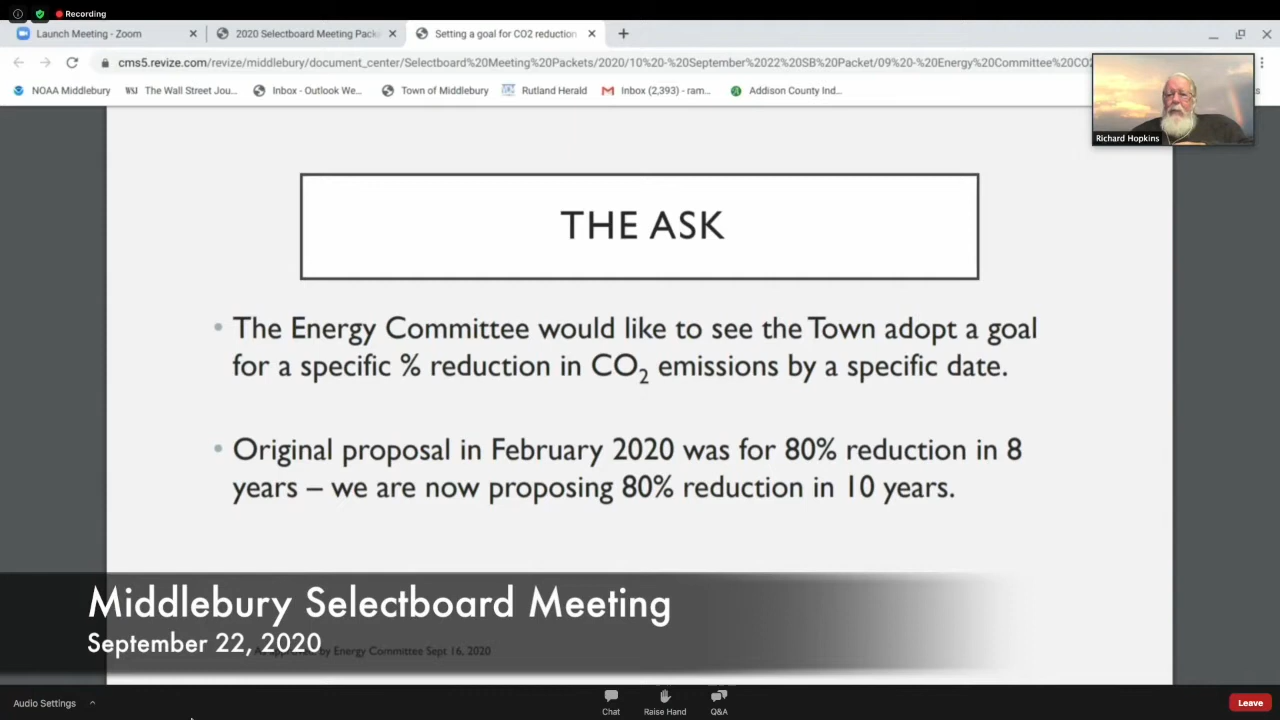 Recording
Launch Meeting - Zoom
2020 Selectboard Meeting Pack
Setting a goal for CO2 reduction
cms5.revize.com/revize/middlebury/document_center/Selectboard%20Meeting%20Packets/2020/10%20-%20September%2022%20SB%20Packet/09%20-%20Energy%20Committee%20CO2
NOAA Middlebury
WSJ The Wall Street Jou...
Inbox - Outlook We...
Town of Middlebury
Rutland Herald
Inbox (2,393) - ram...
Addison County Ind...
Richard Hopkins
THE ASK
• The Energy Committee would like to see the Town adopt a goal
for a specific % reduction in CO2 emissions by a specific date.
• Original proposal in February 2020 was for 80% reduction in 8
years – we are now proposing 80% reduction in 10 years.
Middlebury Selectboard Meeting
September 22, 2020
by Energy Committee Sept 16, 2020
Audio Settings
Chat
Raise Hand
Q&A
Leave